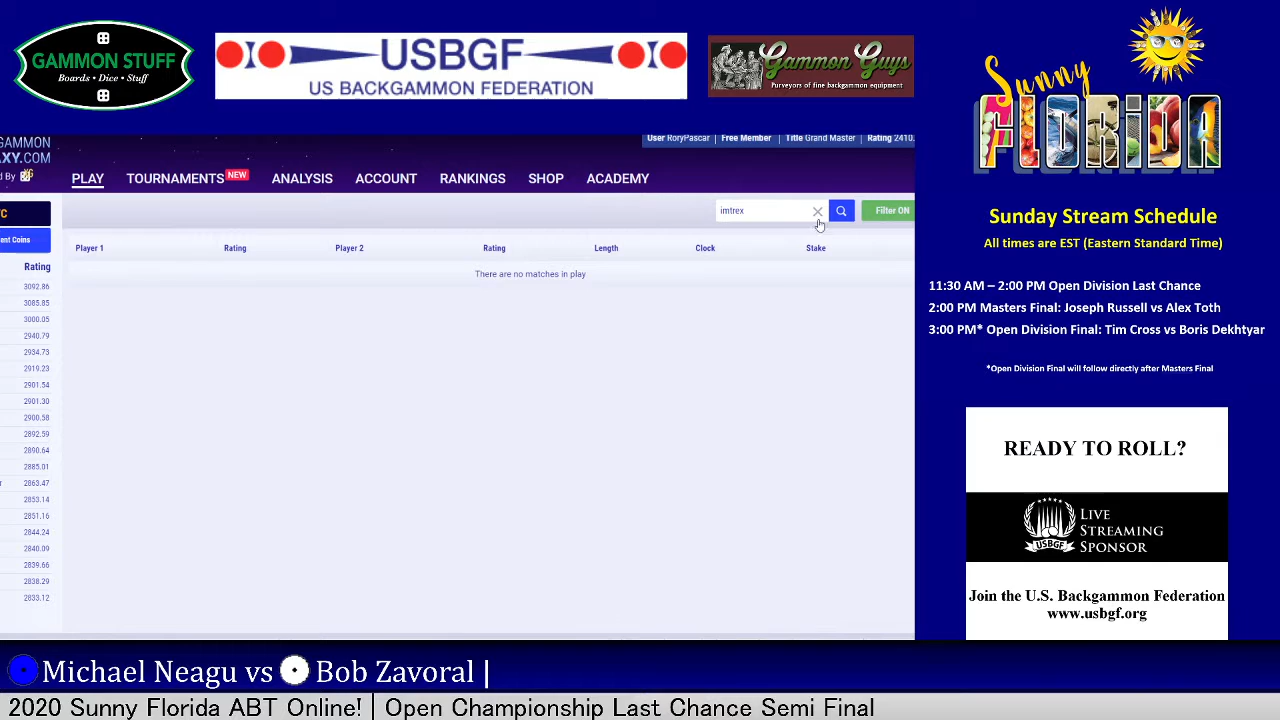 GAMMON STUFF
Boards • Dice • Stuff
USBGF
US BACKGAMMON FEDERATION
Gammon Guys
Purveyors of fine backgammon equipment
Sunny
FLORIDA
GAMMON
AXY.COM
d By
User RoryPascar Free Member Title Grand Master Rating 2410.
PLAY TOURNAMENTS NEW ANALYSIS ACCOUNT RANKINGS SHOP ACADEMY
imtrex
Filter ON
C
ent Coins
Player 1 Rating Player 2 Rating Length Clock Stake
There are no matches in play
Rating
3092.86
3085.85
3000.05
2940.79
2934.73
2919.23
2901.54
2901.30
2900.58
2892.59
2890.64
2885.01
r 2863.47
2853.14
2851.16
2844.24
2840.09
2839.66
2838.29
2833.12
Sunday Stream Schedule
All times are EST (Eastern Standard Time)
11:30 AM – 2:00 PM Open Division Last Chance
2:00 PM Masters Final: Joseph Russell vs Alex Toth
3:00 PM* Open Division Final: Tim Cross vs Boris Dekhtyar
*Open Division Final will follow directly after Masters Final
READY TO ROLL?
USBGF
LIVE
STREAMING
SPONSOR
Join the U.S. Backgammon Federation
www.usbgf.org
Michael Neagu vs Bob Zavoral |
2020 Sunny Florida ABT Online! | Open Championship Last Chance Semi Final